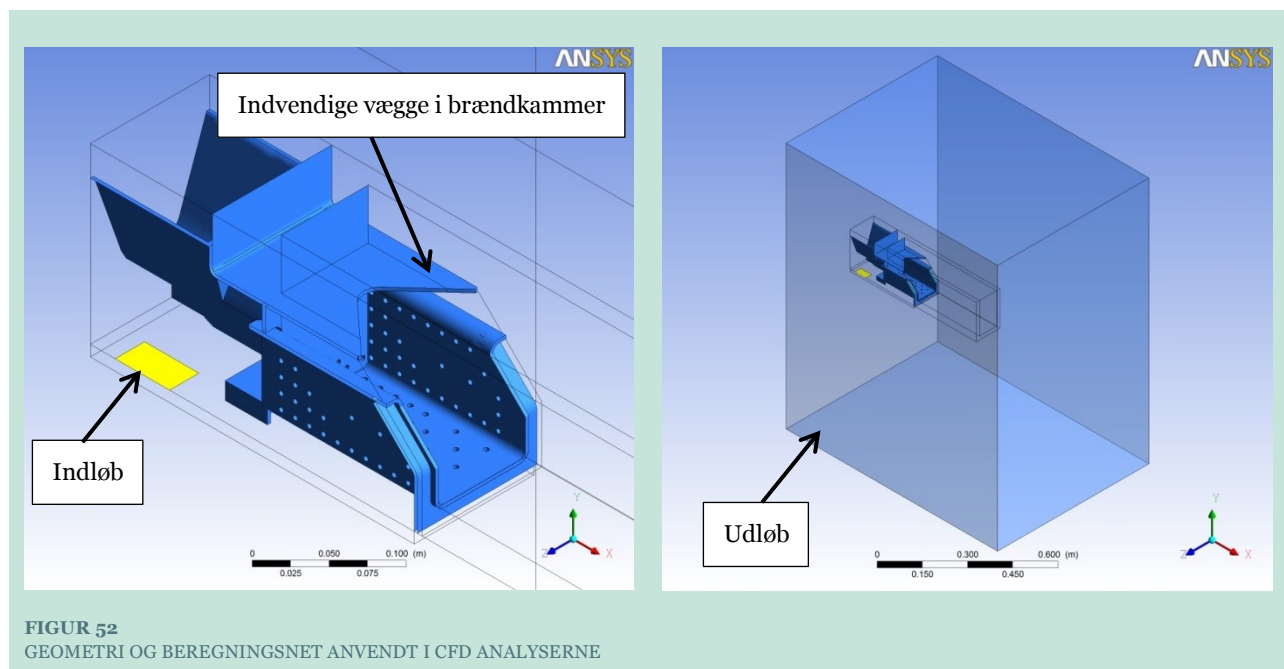 ANSYS
Indvendige vægge i brændkammer
Indløb
0 0.050 0.100 (m)
0.025 0.075
Y
Z X
ANSYS
Udløb
0 0.300 0.600 (m)
0.150 0.450
Y
Z X
FIGUR 52
GEOMETRI OG BEREGNINGSNET ANVENDT I CFD ANALYSERNE